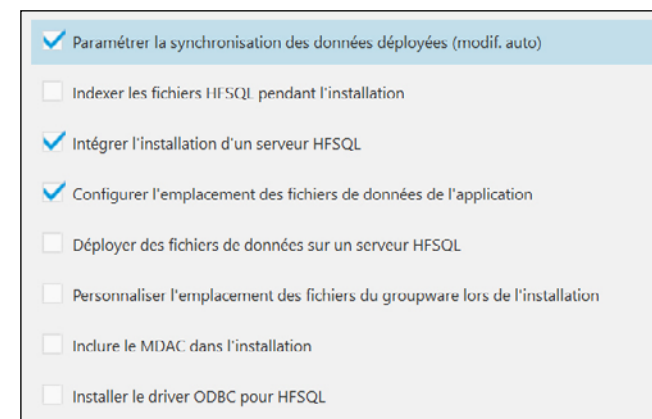 Paramétrer la synchronisation des données déployées (modif. auto)
Indexer les fichiers HFSQL pendant l'installation
Intégrer l'installation d'un serveur HFSQL
Configurer l'emplacement des fichiers de données de l'application
Déployer des fichiers de données sur un serveur HFSQL
Personnaliser l'emplacement des fichiers du groupware lors de l'installation
Inclure le MDAC dans l'installation
Installer le driver ODBC pour HFSQL